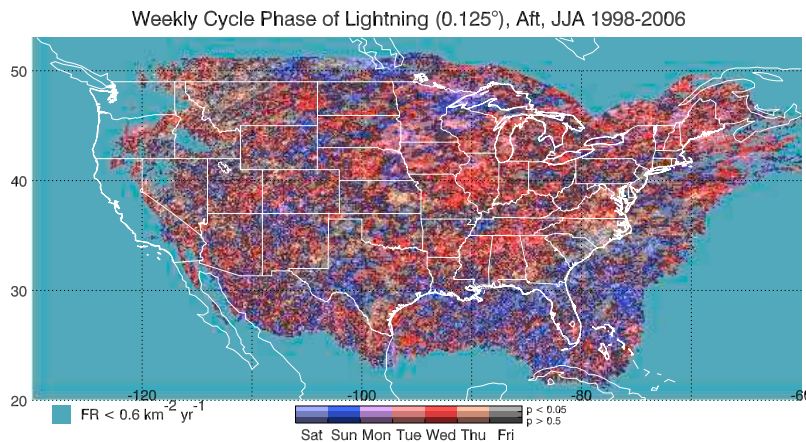 Weekly Cycle Phase of Lightning (0.125°), Aft, JJA 1998-2006
50
40
30
20
-120 -100 -80 -6
FR < 0.6 km⁻² yr⁻¹
p < 0.05
p > 0.5
Sat Sun Mon Tue Wed Thu Fri